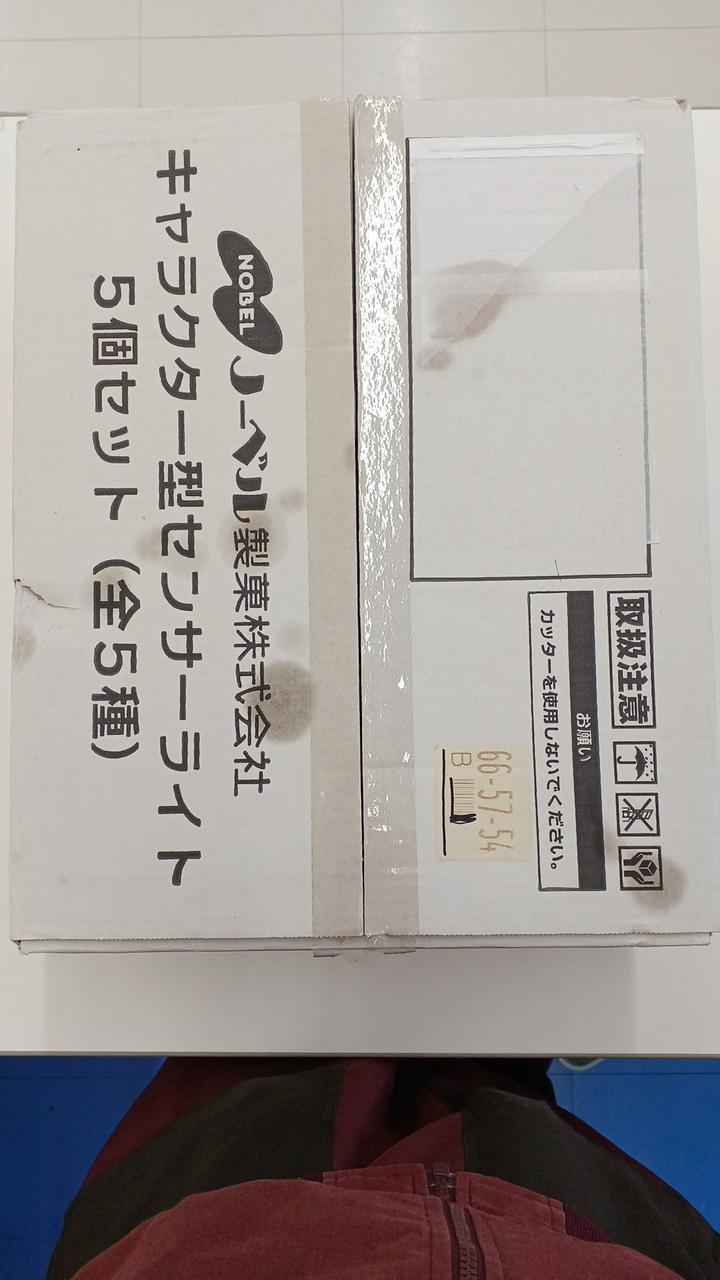 NOBEL ノーベル製菓株式会社
キャラクター型センサーライト
5個セット（全5種）
取扱注意
お願い
カッターを使用しないでください。
66-57-54
B